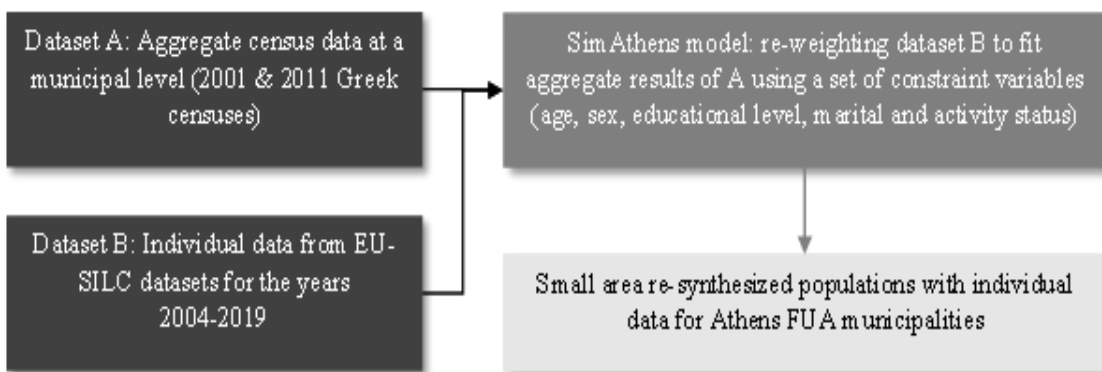 Dataset A: Aggregate census data at a
municipal level (2001 & 2011 Greek
censuses)
Dataset B: Individual data from EU-
SILC datasets for the years
2004-2019
SimAthens model: re-weighting dataset B to fit
aggregate results of A using a set of constraint variables
(age, sex, educational level, marital and activity status)
Small area re-synthesized populations with individual
data for Athens FUA municipalities